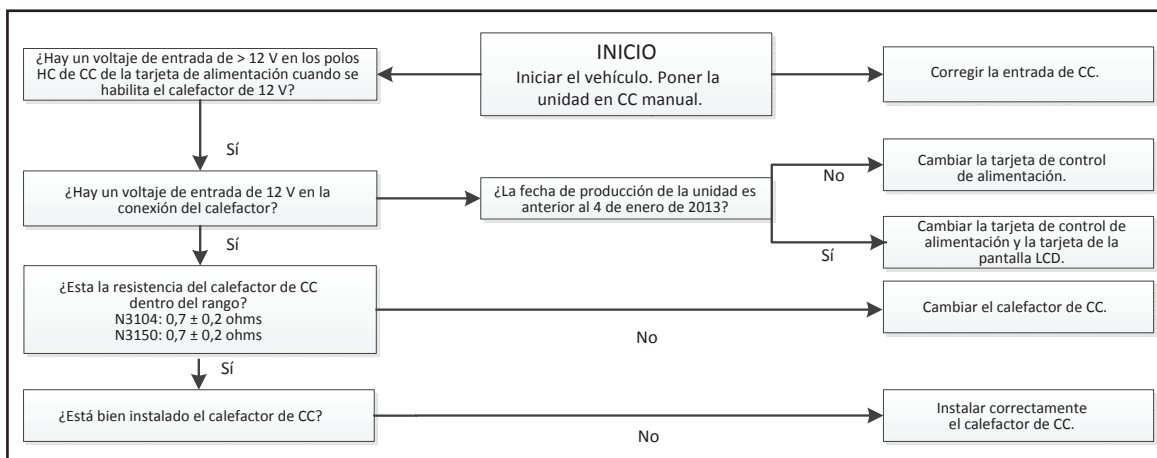 ¿Hay un voltaje de entrada de > 12 V en los polos
HC de CC de la tarjeta de alimentación cuando se
habilita el calefactor de 12 V?
INICIO
Iniciar el vehículo. Poner la
unidad en CC manual.
Corregir la entrada de CC.
Sí
¿Hay un voltaje de entrada de 12 V en la
conexión del calefactor?
¿La fecha de producción de la unidad es
anterior al 4 de enero de 2013?
No
Cambiar la tarjeta de control
de alimentación.
Sí
Cambiar la tarjeta de control de
alimentación y la tarjeta de la
pantalla LCD.
Sí
¿Esta la resistencia del calefactor de CC
dentro del rango?
N3104: 0,7 ± 0,2 ohms
N3150: 0,7 ± 0,2 ohms
No
Cambiar el calefactor de CC.
Sí
¿Está bien instalado el calefactor de CC?
No
Instalar correctamente
el calefactor de CC.